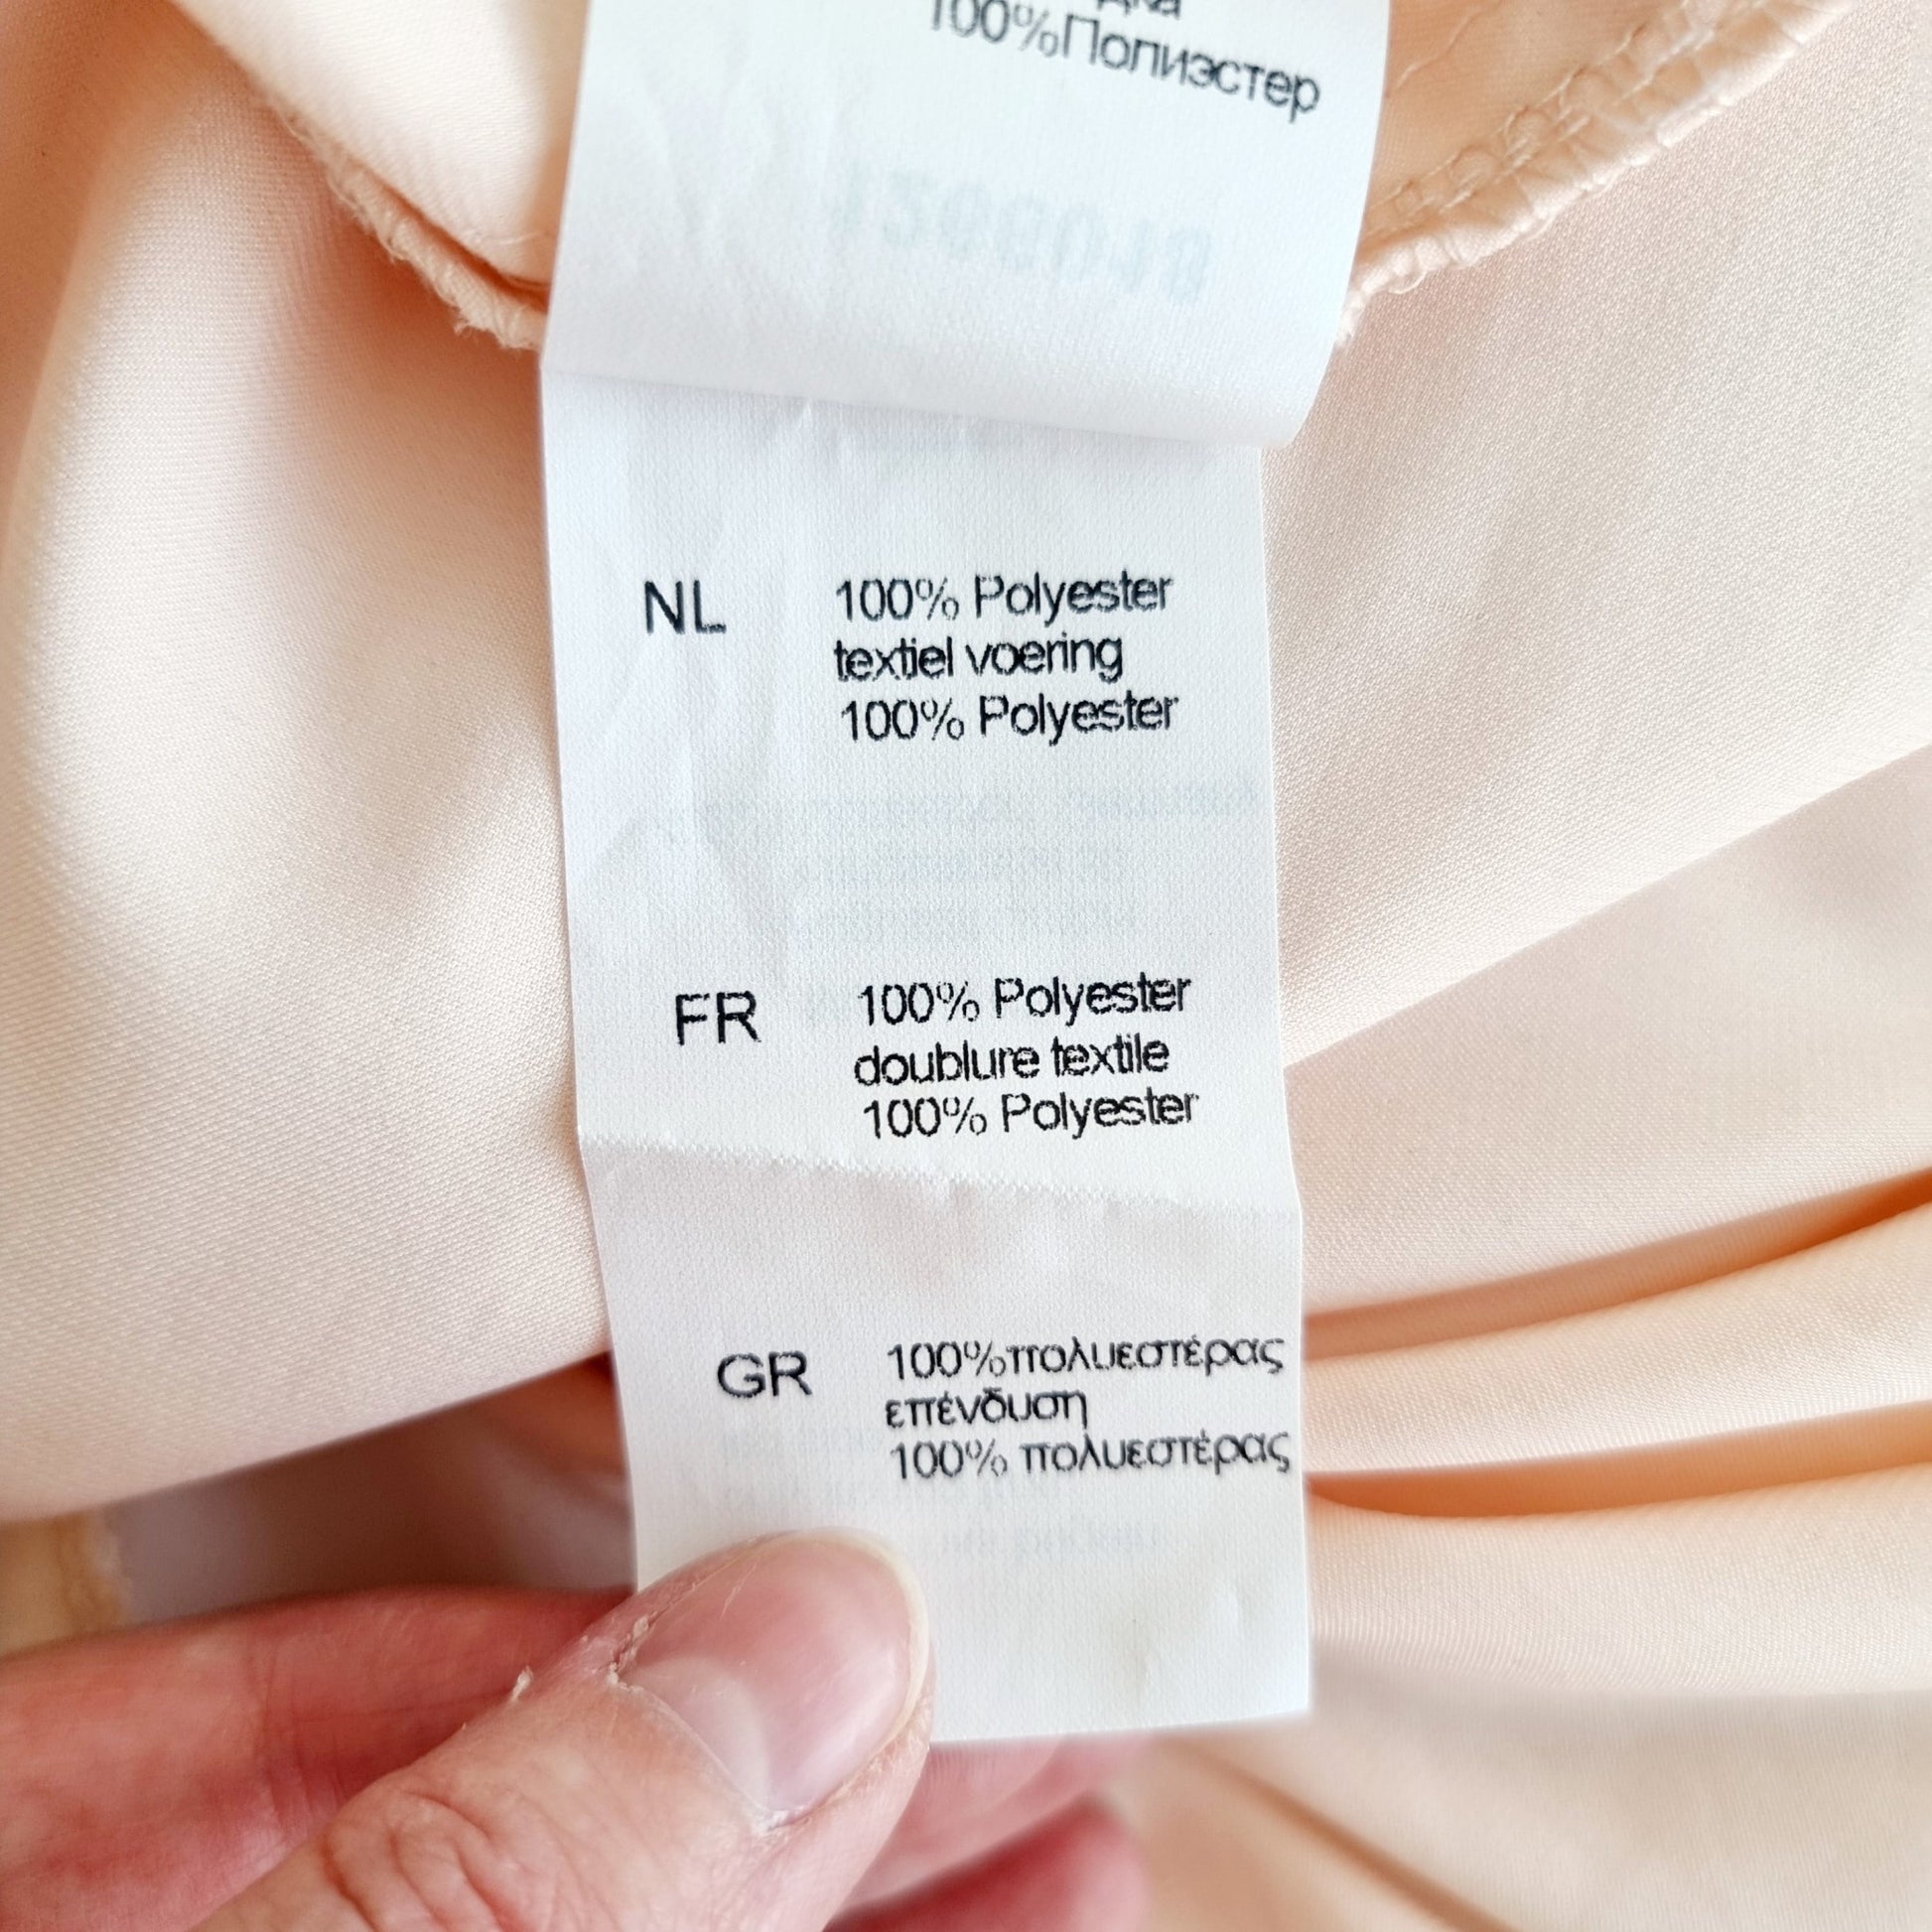 100%Полиэстер
NL 100% Polyester
textiel voering
100% Polyester
FR 100% Polyester
doublure textile
100% Polyester
GR 100%πολυεστέρας
επένδυση
100% πολυεστέρας